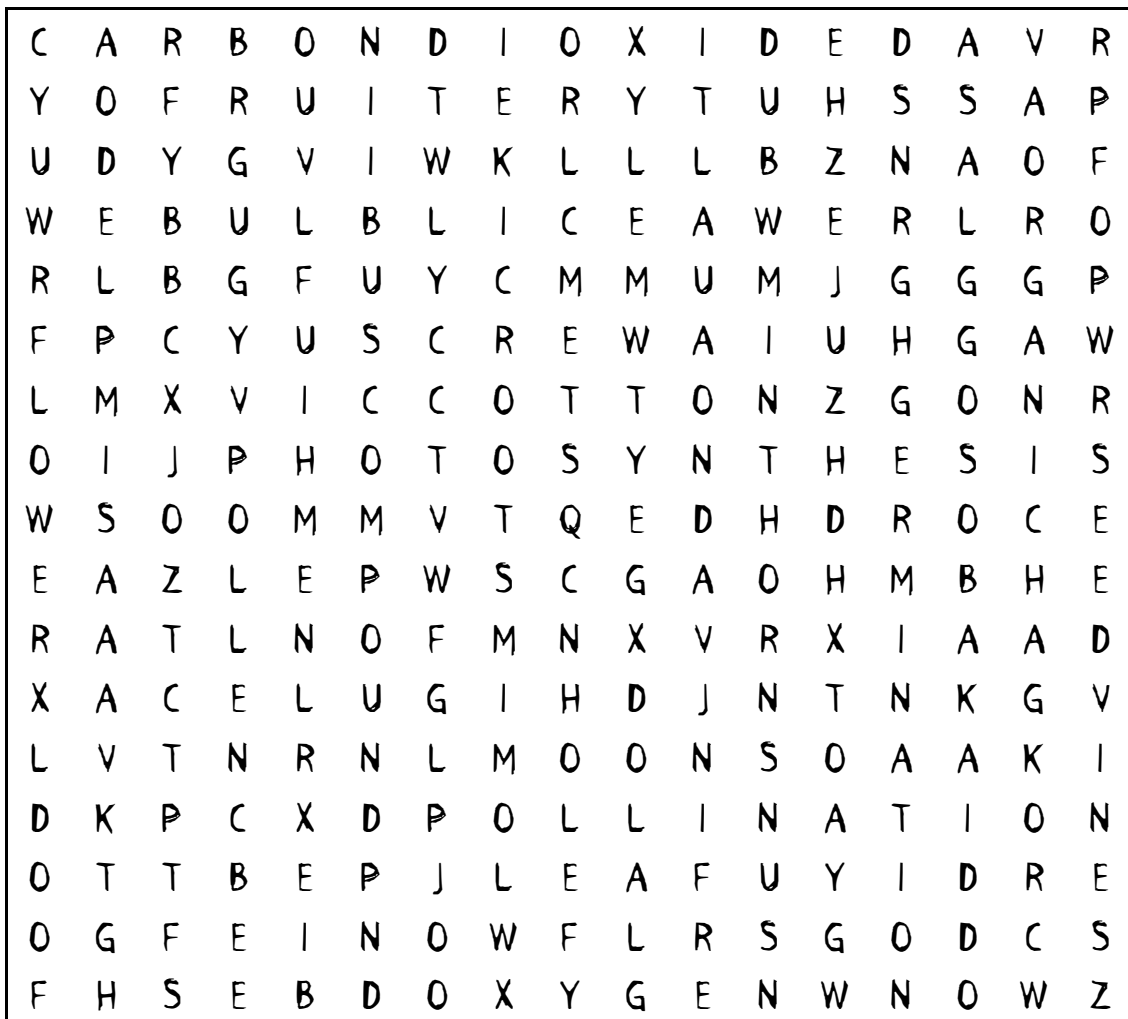 C A R B O N D I O X I D E D A V R
Y O F R U I T E R Y T U H S S A P
U D Y G V I W K L L L B Z N A O F
W E B U L B L I C E A W E R L R O
R L B G F U Y C M M U M J G G G P
F P C Y U S C R E W A I U H G A W
L M X V I C C O T T O N Z G O N R
O I J P H O T O S Y N T H E S I S
W S O O M M V T Q E D H D R O C E
E A Z L E P W S C G A O H M B H E
R A T L N O F M N X V R X I A A D
X A C E L U G I H D J N T N K G V
L V T N R N L M O O N S O A A K I
D K P C X D P O L L I N A T I O N
O T T B E P J L E A F U Y I D R E
O G F E I N O W F L R S G O D C S
F H S E B D O X Y G E N W N O W Z